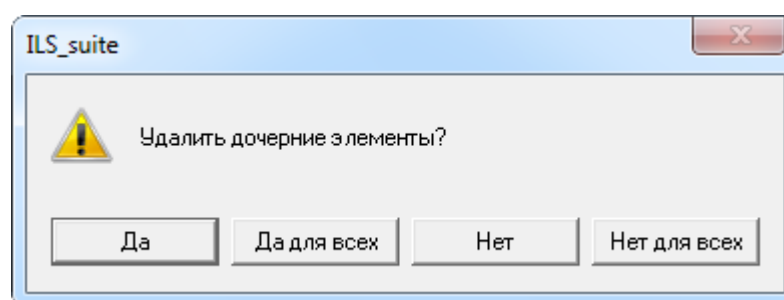 ILS_suite
Удалить дочерние элементы?
Да
Да для всех
Нет
Нет для всех